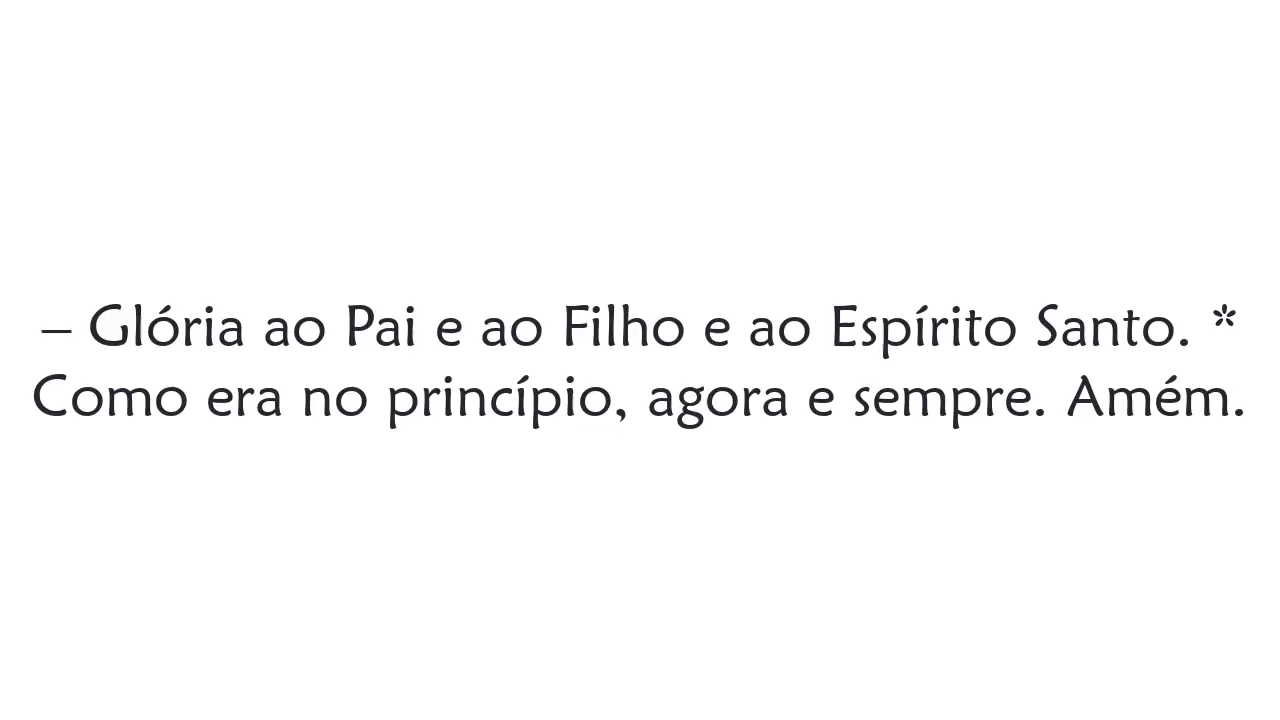 – Glória ao Pai e ao Filho e ao Espírito Santo. *
Como era no princípio, agora e sempre. Amém.